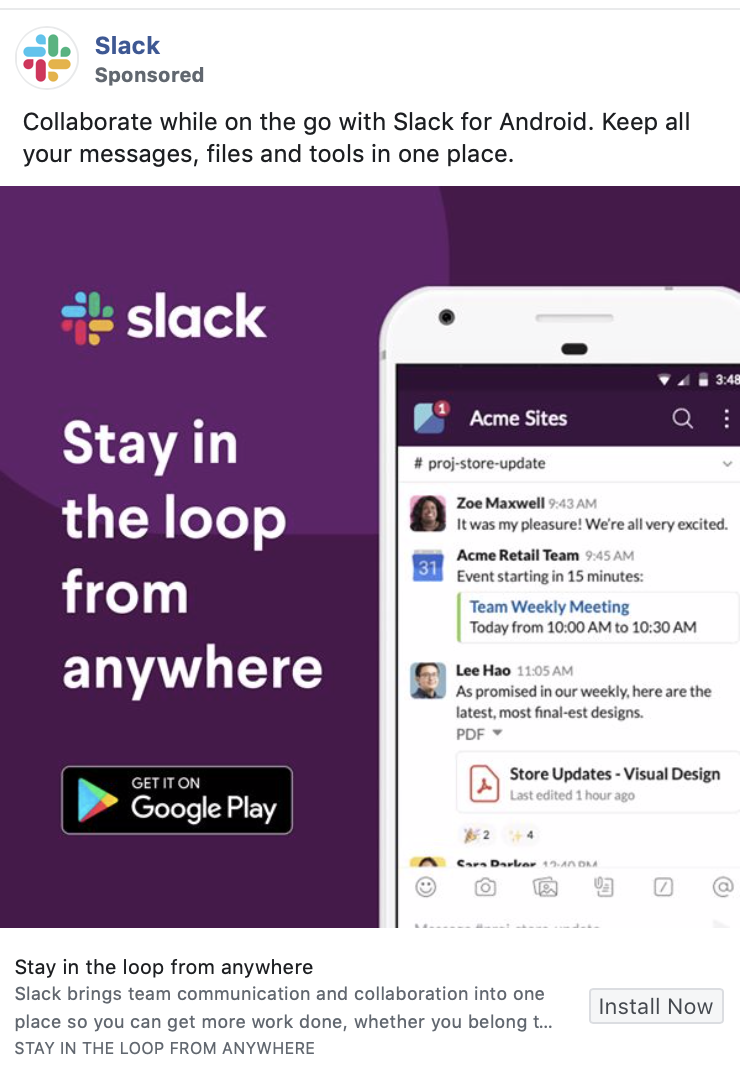 Slack
Sponsored
Collaborate while on the go with Slack for Android. Keep all
your messages, files and tools in one place.
slack
Stay in
the loop
from
anywhere
GET IT ON
Google Play
3:48
1
Acme Sites
# proj-store-update
Zoe Maxwell 9:43 AM
It was my pleasure! We're all very excited.
31
Acme Retail Team 9:45 AM
Event starting in 15 minutes:
Team Weekly Meeting
Today from 10:00 AM to 10:30 AM
Lee Hao 11:05 AM
As promised in our weekly, here are the
latest, most final-est designs.
PDF
Store Updates - Visual Design
Last edited 1 hour ago
2 4
Sara Parker 12:40 PM
Stay in the loop from anywhere
Slack brings team communication and collaboration into one
place so you can get more work done, whether you belong t...
Install Now
STAY IN THE LOOP FROM ANYWHERE